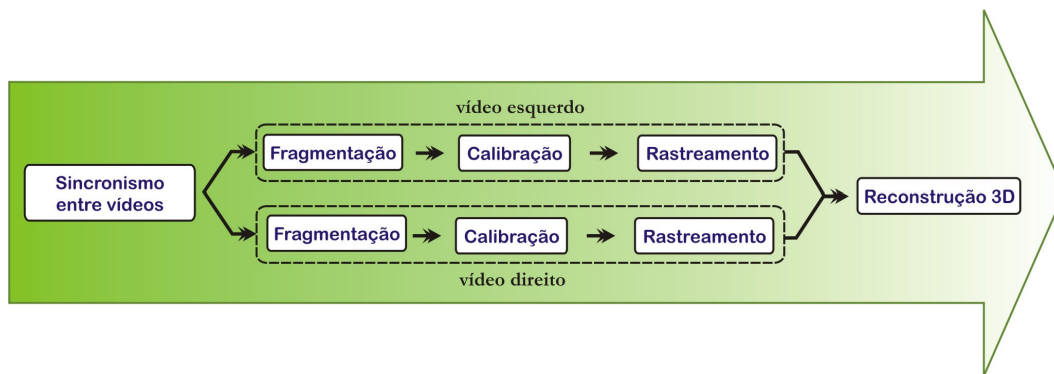 vídeo esquerdo
Fragmentação
Calibração
Rastreamento
Sincronismo
entre vídeos
Reconstrução 3D
Fragmentação
Calibração
Rastreamento
vídeo direito